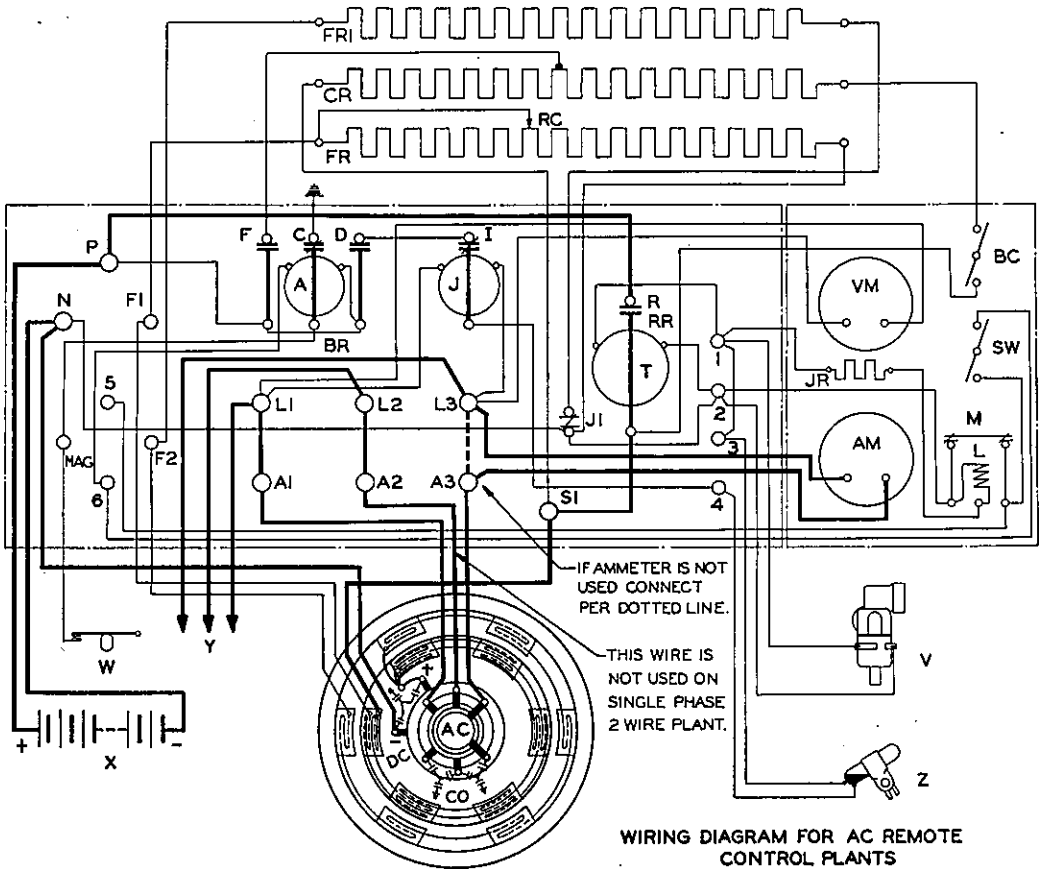 FR1
CR
RC
FR
F
C
D
I
P
A
J
BC
N
F1
R
VM
RR
BR
SW
T
1
JR
5
L1
L2
L3
2
J1
M
3
AM
L
MAG
F2
6
A1
A2
A3
4
S1
IF AMMETER IS NOT
USED CONNECT
PER DOTTED LINE.
W
Y
THIS WIRE IS
NOT USED ON
SINGLE PHASE
2 WIRE PLANT.
V
+
AC
-
DC
+
X
-
CO
Z
WIRING DIAGRAM FOR AC REMOTE
CONTROL PLANTS